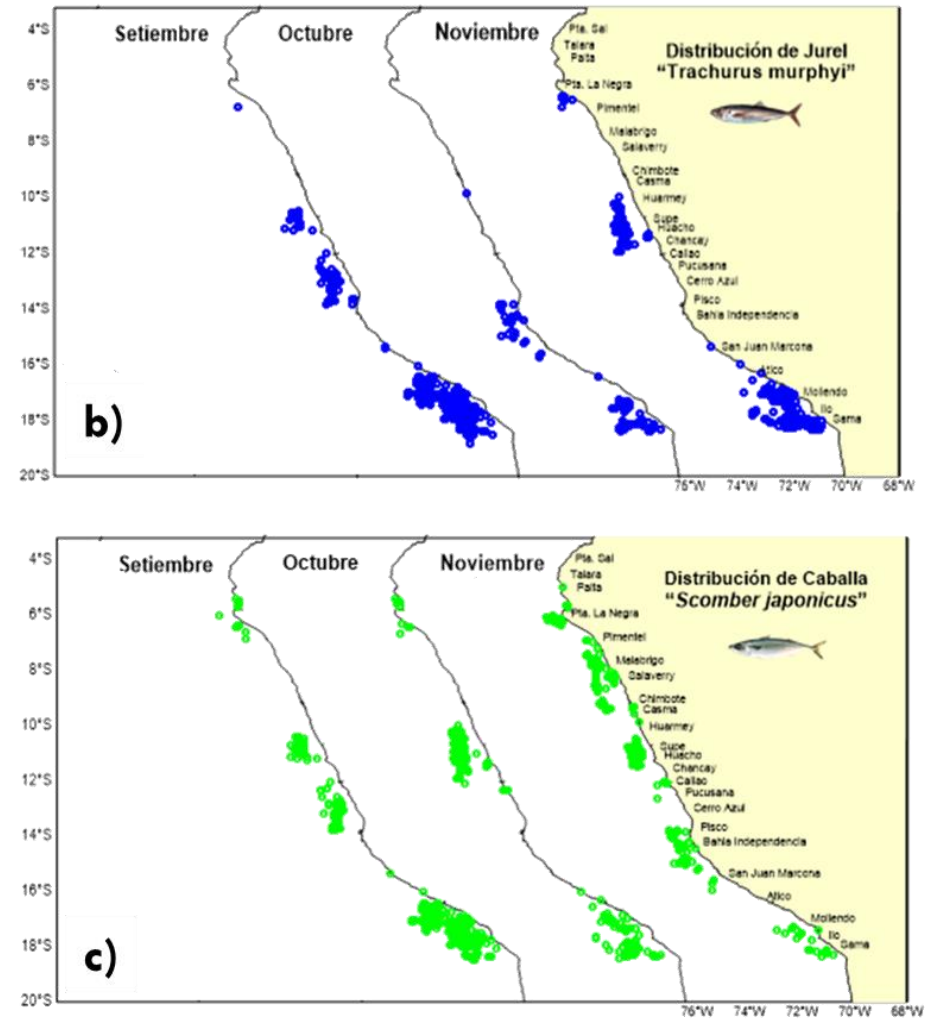 4°S
6°S
8°S
10°S
12°S
14°S
16°S
18°S
20°S
Setiembre
Octubre
Noviembre
Distribución de Jurel
“Trachurus murphyi”
Pta. Sal
Talara
Paita
Pta. La Negra
Pimentel
Malabrigo
Salaverry
Chimbote
Casma
Huarmey
Supe
Huacho
Chancay
Callao
Pucusana
Cerro Azul
Pisco
Bahía Independencia
San Juan Marcona
Atico
Mollendo
Ilo
Sama
b)
76°W
74°W
72°W
70°W
68°W
4°S
6°S
8°S
10°S
12°S
14°S
16°S
18°S
20°S
Setiembre
Octubre
Noviembre
Distribución de Caballa
“Scomber japonicus”
Pta. Sal
Talara
Paita
Pta. La Negra
Pimentel
Malabrigo
Salaverry
Chimbote
Casma
Huarmey
Supe
Huacho
Chancay
Callao
Pucusana
Cerro Azul
Pisco
Bahía Independencia
San Juan Marcona
Atico
Mollendo
Ilo
Sama
c)
76°W
74°W
72°W
70°W
68°W